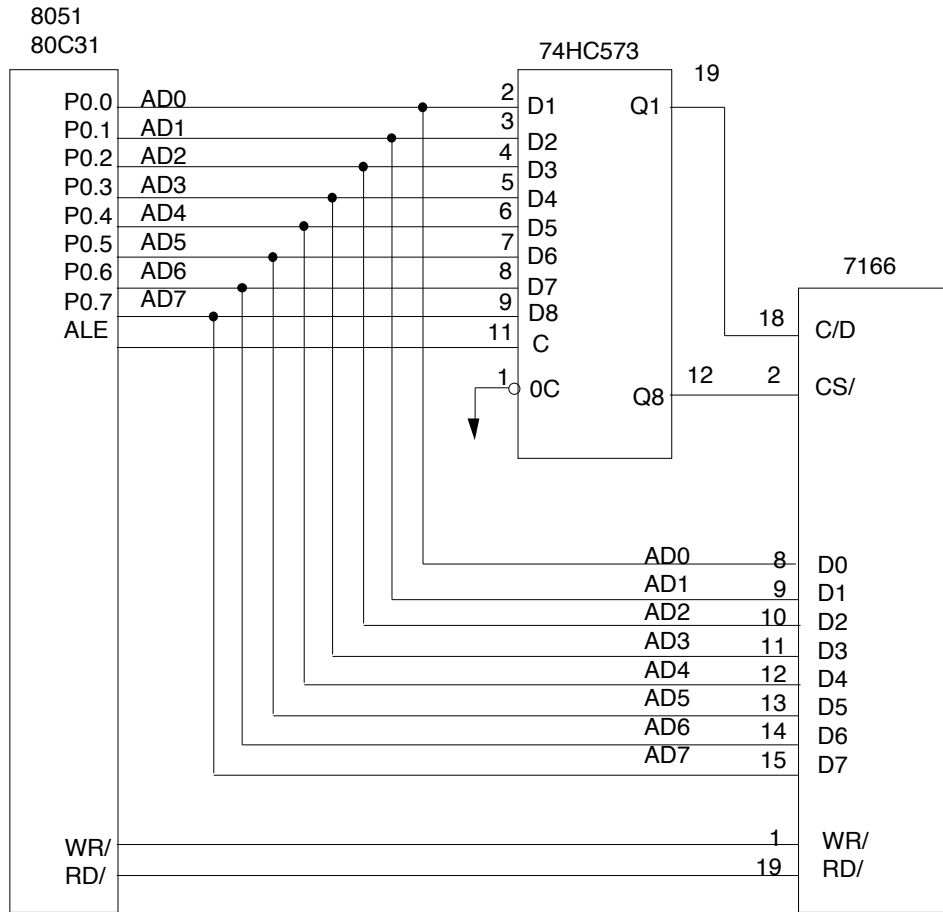 8051
80C31
74HC573
19
P0.0 AD0 2 D1 Q1
P0.1 AD1 3 D2
P0.2 AD2 4 D3
P0.3 AD3 5 D4
P0.4 AD4 6 D5
P0.5 AD5 7 D6
P0.6 AD6 8 D7
P0.7 AD7 9 D8
ALE 11 C
7166
18 C/D
1 0C Q8 12 2 CS/
AD0 8 D0
AD1 9 D1
AD2 10 D2
AD3 11 D3
AD4 12 D4
AD5 13 D5
AD6 14 D6
AD7 15 D7
WR/ 1 WR/
RD/ 19 RD/